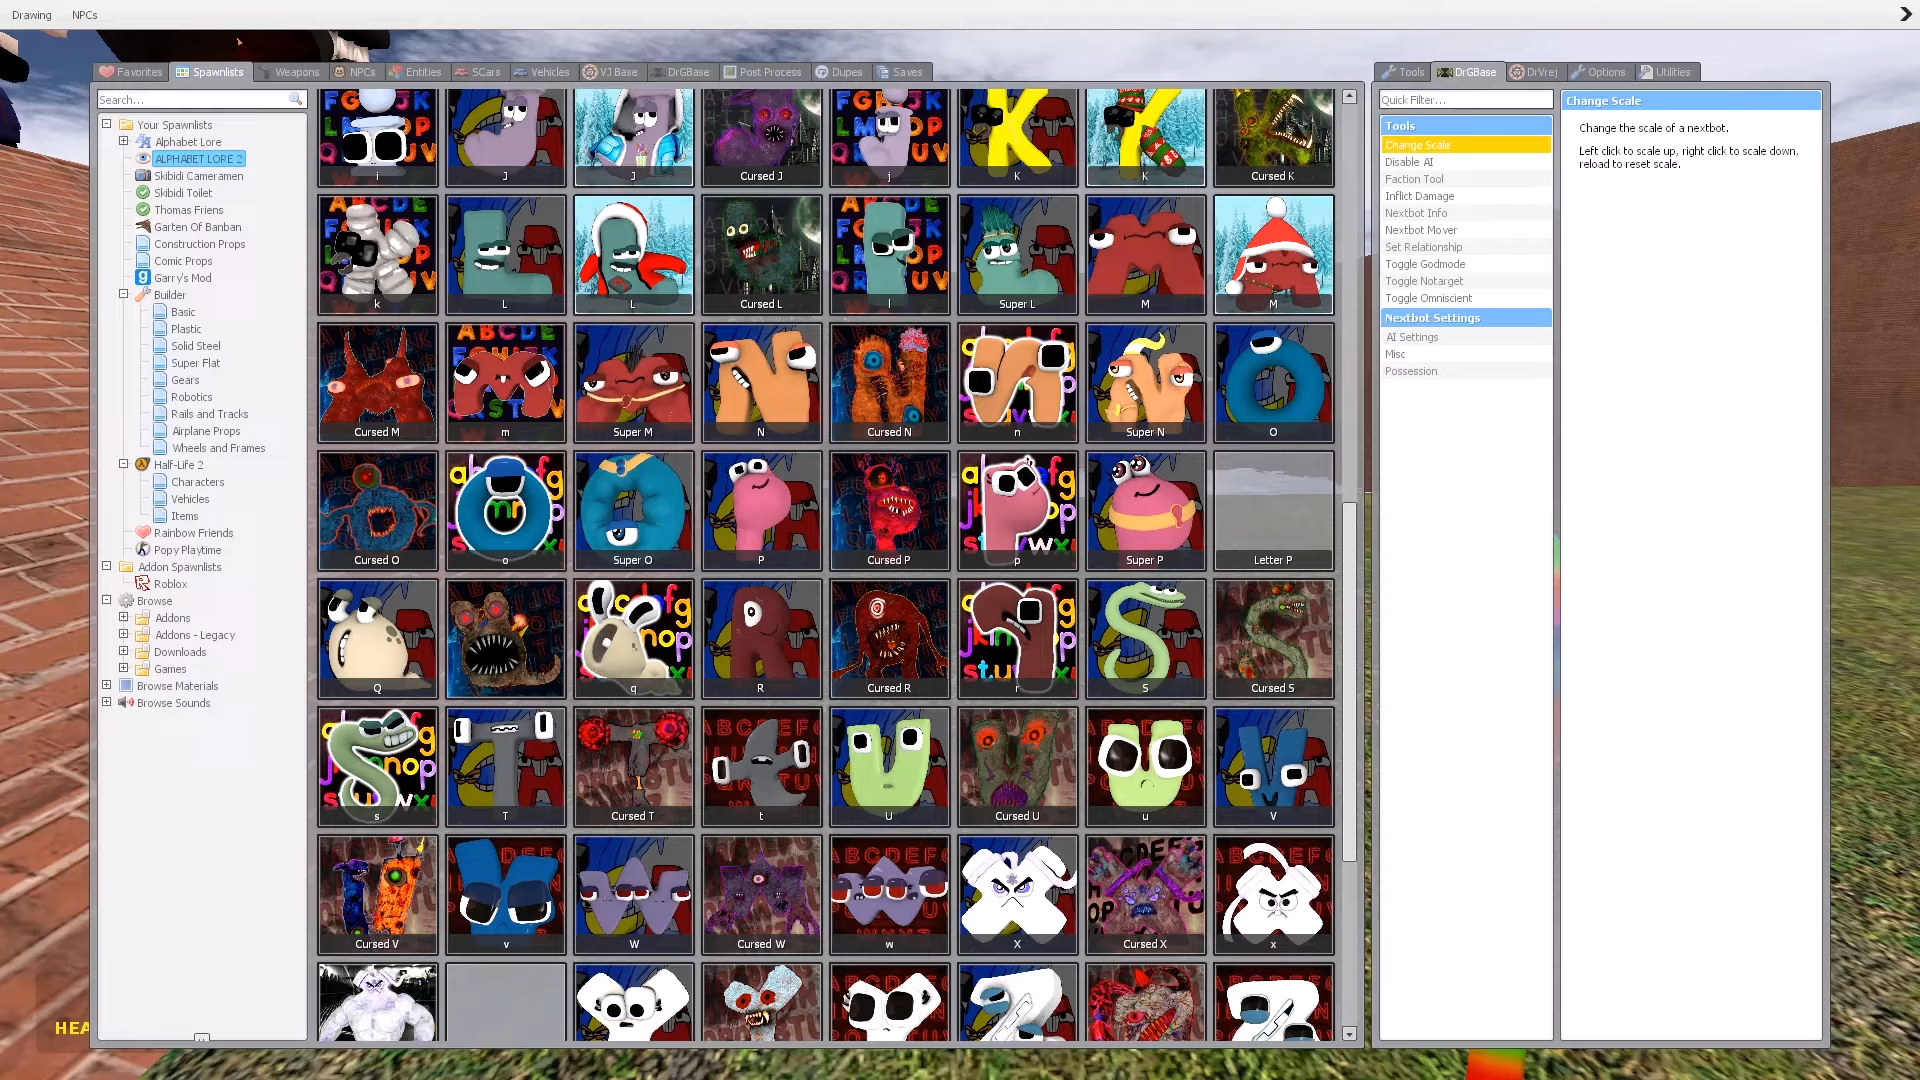 Drawing NPCs
Favorites Spawnlists Weapons NPCs Entities SCars Vehicles VJ Base DrGBase Post Process Dupes Saves
Tools DrGBase DrVrej Options Utilities
Search...
Your Spawnlists
Alphabet Lore
ALPHABET LORE 2
Skibidi Cameramen
Skibidi Toilet
Thomas Friens
Garten Of Banban
Construction Props
Comic Props
Garry's Mod
Builder
Basic
Plastic
Solid Steel
Super Flat
Gears
Robotics
Rails and Tracks
Airplane Props
Wheels and Frames
Half-Life 2
Characters
Vehicles
Items
Rainbow Friends
Popy Playtime
Addon Spawnlists
Roblox
Browse
Addons
Addons - Legacy
Downloads
Games
Browse Materials
Browse Sounds
i J J Cursed J j K K Cursed K
k L L Cursed L l Super L M M
Cursed M m Super M N Cursed N n Super N O
Cursed O o Super O P Cursed P p Super P Letter P
Q q R Cursed R r S Cursed S
s T Cursed T t U Cursed U u V
Cursed V v W Cursed W w X Cursed X x
Quick Filter...
Tools
Change Scale
Disable AI
Faction Tool
Inflict Damage
Nextbot Info
Nextbot Mover
Set Relationship
Toggle Godmode
Toggle Notarget
Toggle Omniscient
Nextbot Settings
AI Settings
Misc
Possession
Change Scale
Change the scale of a nextbot.
Left click to scale up, right click to scale down,
reload to reset scale.
HEA